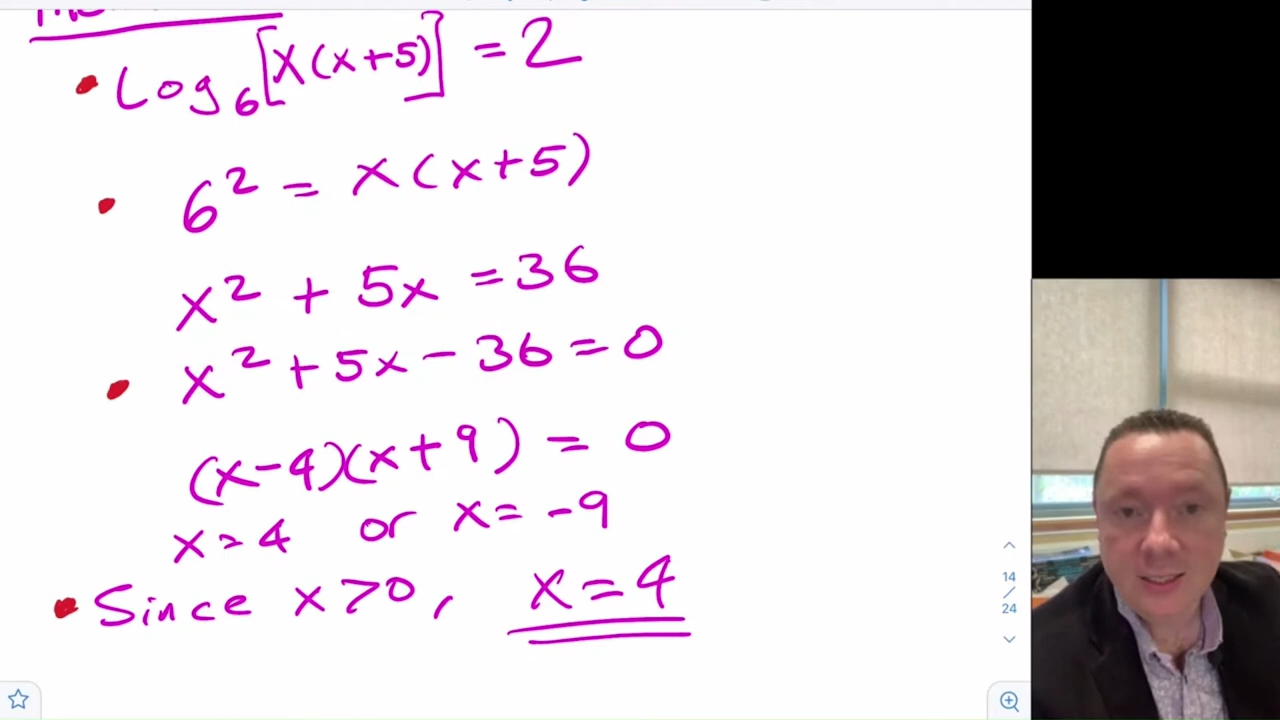 • Log₆[x(x+5)] = 2
• 6² = x(x+5)
x² + 5x = 36
• x² + 5x - 36 = 0
(x-4)(x+9) = 0
x=4 or x= -9
• Since x>0, x=4
14
/
24